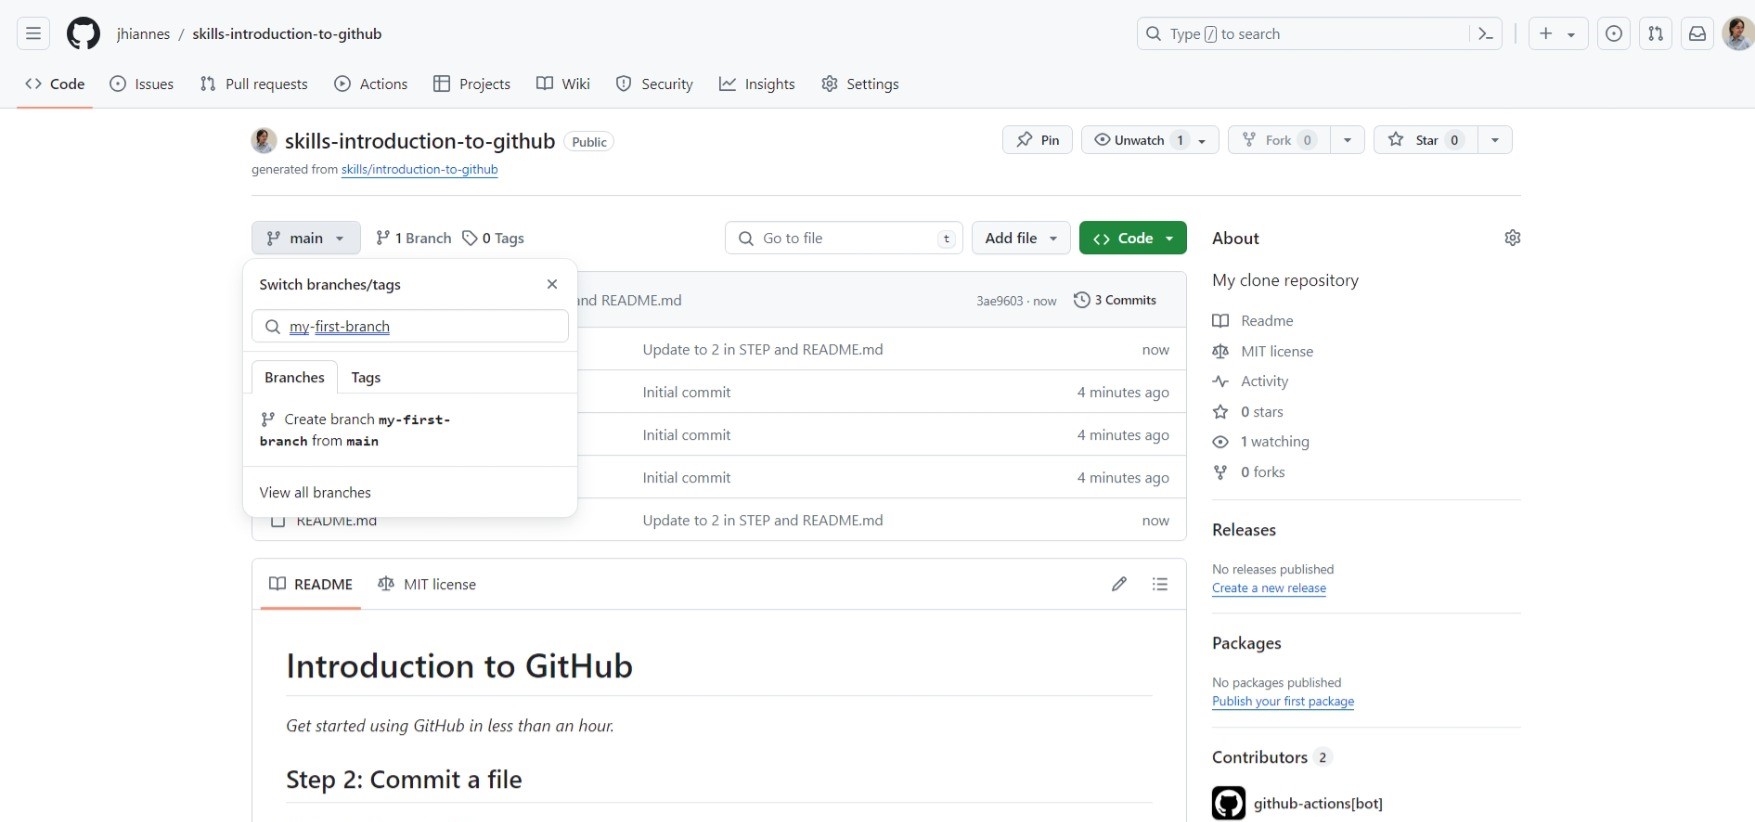 jhiannes / skills-introduction-to-github
Type / to search
Code
Issues
Pull requests
Actions
Projects
Wiki
Security
Insights
Settings
skills-introduction-to-github
Public
generated from skills/introduction-to-github
Pin
Unwatch 1
Fork 0
Star 0
main
1 Branch
0 Tags
Go to file
t
Add file
Code
Switch branches/tags
my-first-branch
Branches
Tags
Create branch my-first-
branch from main
View all branches
and README.md
3ae9603 · now
3 Commits
Update to 2 in STEP and README.md
now
Initial commit
4 minutes ago
Initial commit
4 minutes ago
Initial commit
4 minutes ago
README.md
Update to 2 in STEP and README.md
now
README
MIT license
Introduction to GitHub
Get started using GitHub in less than an hour.
Step 2: Commit a file
About
My clone repository
Readme
MIT license
Activity
0 stars
1 watching
0 forks
Releases
No releases published
Create a new release
Packages
No packages published
Publish your first package
Contributors 2
github-actions[bot]